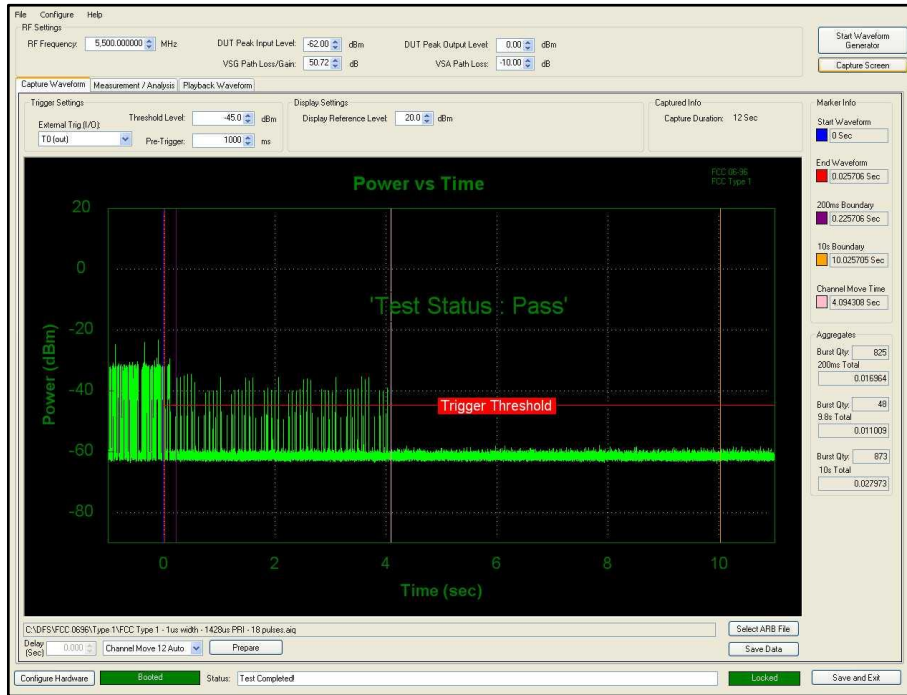 File Configure Help
RF Settings
RF Frequency: 5,500.000000 MHz DUT Peak Input Level: -62.00 dBm DUT Peak Output Level: 0.00 dBm
VSG Path Loss/Gain: 50.72 dB VSA Path Loss: -10.00 dB
Start Waveform Generator
Capture Screen
Capture Waveform Measurement / Analysis Playback Waveform
Trigger Settings
External Trig (I/O): Threshold Level: -45.0 dBm
T0 (out) Pre-Trigger: 1000 ms
Display Settings
Display Reference Level: 20.0 dBm
Captured Info
Capture Duration: 12 Sec
Power vs Time
FCC 06-96
FCC Type 1
20
0
-20
-40
-60
-80
Power (dBm)
'Test Status : Pass'
Trigger Threshold
0 2 4 6 8 10
Time (sec)
Marker Info
Start Waveform
0 Sec
End Waveform
0.025706 Sec
200ms Boundary
0.225706 Sec
10s Boundary
10.025705 Sec
Channel Move Time
4.094308 Sec
Aggregates
Burst Qty: 825
200ms Total
0.016964
Burst Qty: 48
9.8s Total
0.011009
Burst Qty: 873
10s Total
0.027973
C:\DFS\FCC 0696\Type 1\FCC Type 1 - 1us width - 1428us PRI - 18 pulses.aiq
Select ARB File
Delay (Sec) 0.000 Channel Move 12 Auto Prepare
Save Data
Configure Hardware Booted Status: Test Completed! Locked Save and Exit